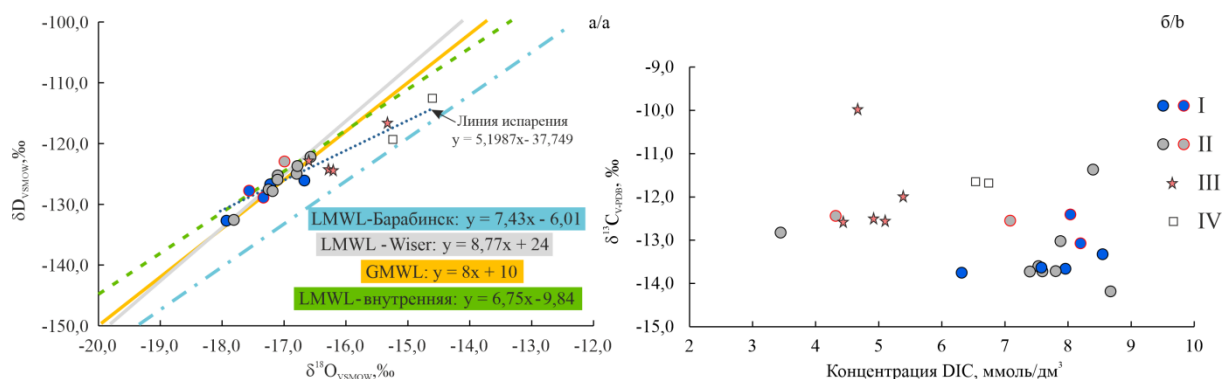 a/a
-100,0
-110,0
-120,0
-130,0
-140,0
-150,0
δD_VSMOW,‰
Линия испарения
y = 5,1987x- 37,749
LMWL-Барабинск: y = 7,43x - 6,01
LMWL -Wiser: y = 8,77x + 24
GMWL: y = 8x + 10
LMWL-внутренняя: y = 6,75x-9,84
-20,0 -19,0 -18,0 -17,0 -16,0 -15,0 -14,0 -13,0 -12,0
δ¹⁸O_VSMOW,‰
б/b
-9,0
-10,0
-11,0
-12,0
-13,0
-14,0
-15,0
δ¹³C_V-PDB, ‰
I
II
III
IV
2 3 4 5 6 7 8 9 10
Концентрация DIC, ммоль/дм³